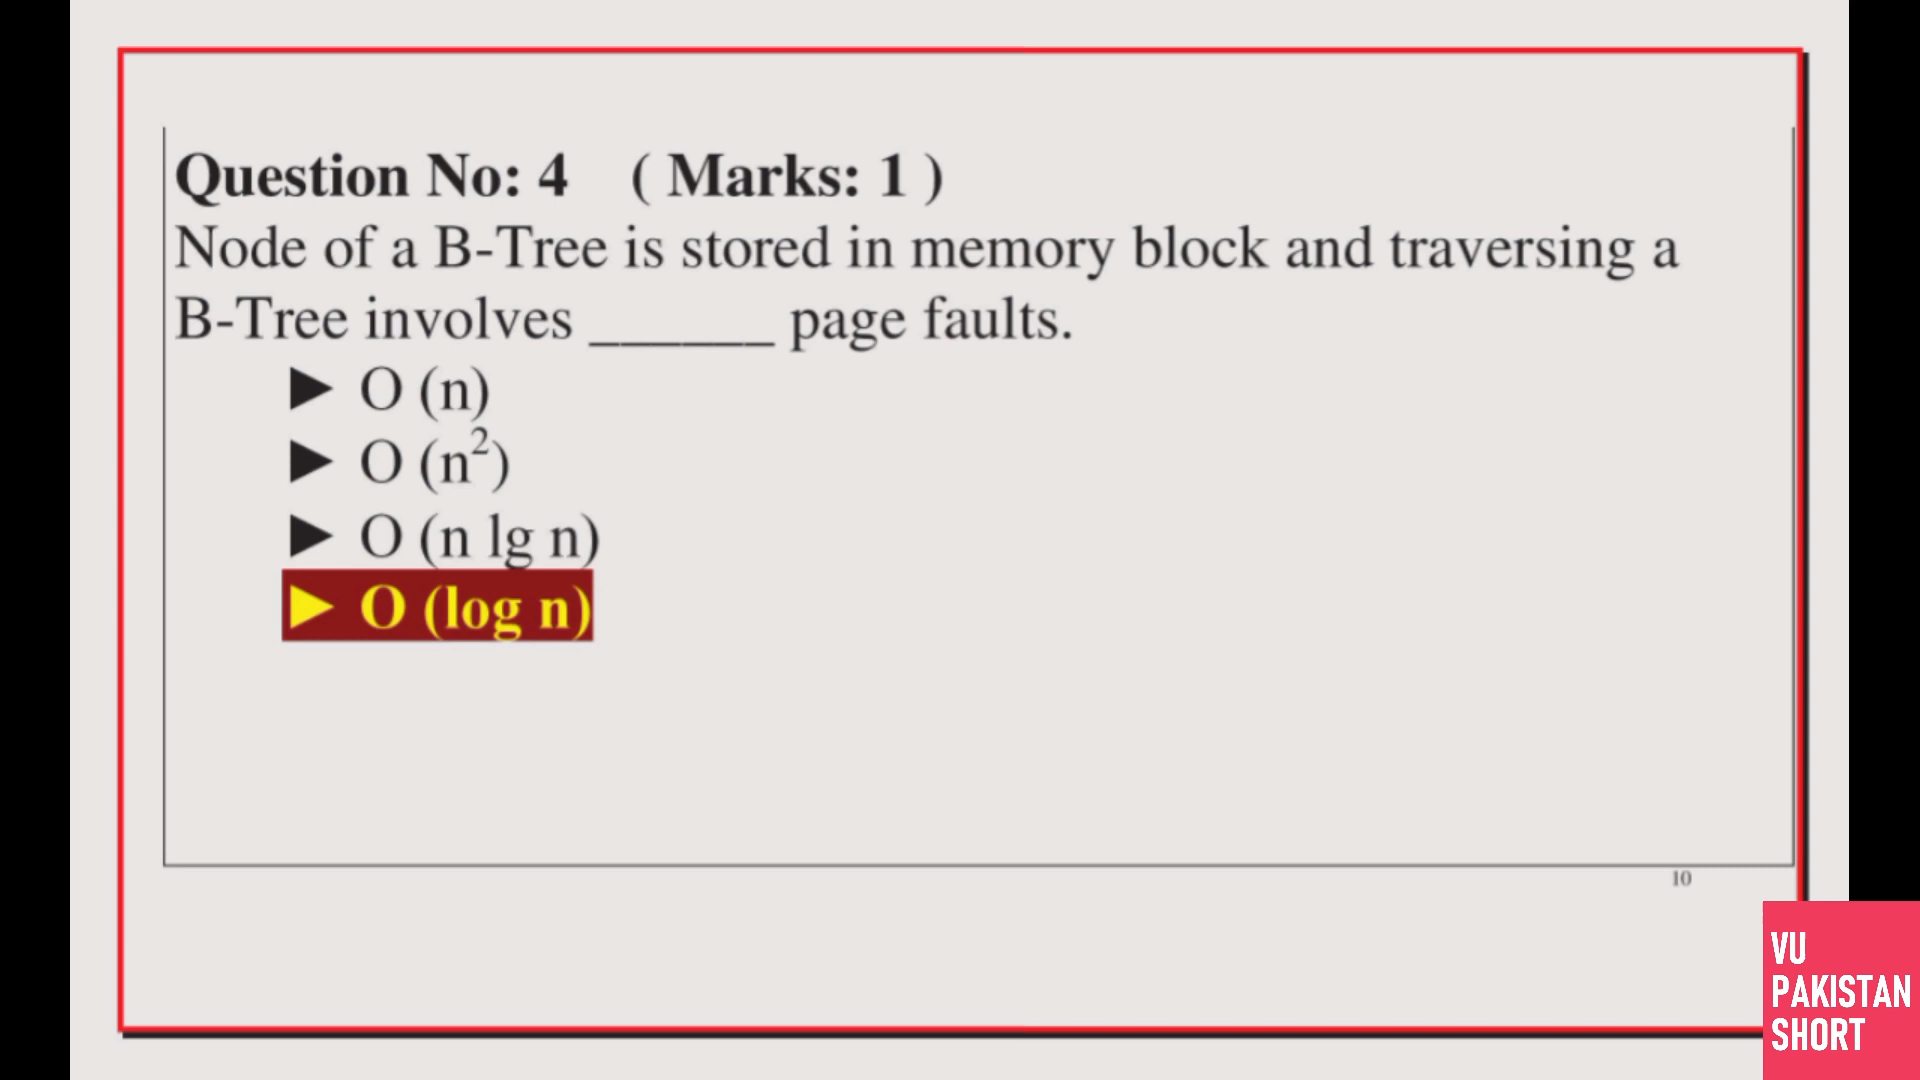 Question No: 4 ( Marks: 1 )
Node of a B-Tree is stored in memory block and traversing a
B-Tree involves ______ page faults.
► O (n)
► O (n²)
► O (n lg n)
► O (log n)
10
VU
PAKISTAN
SHORT